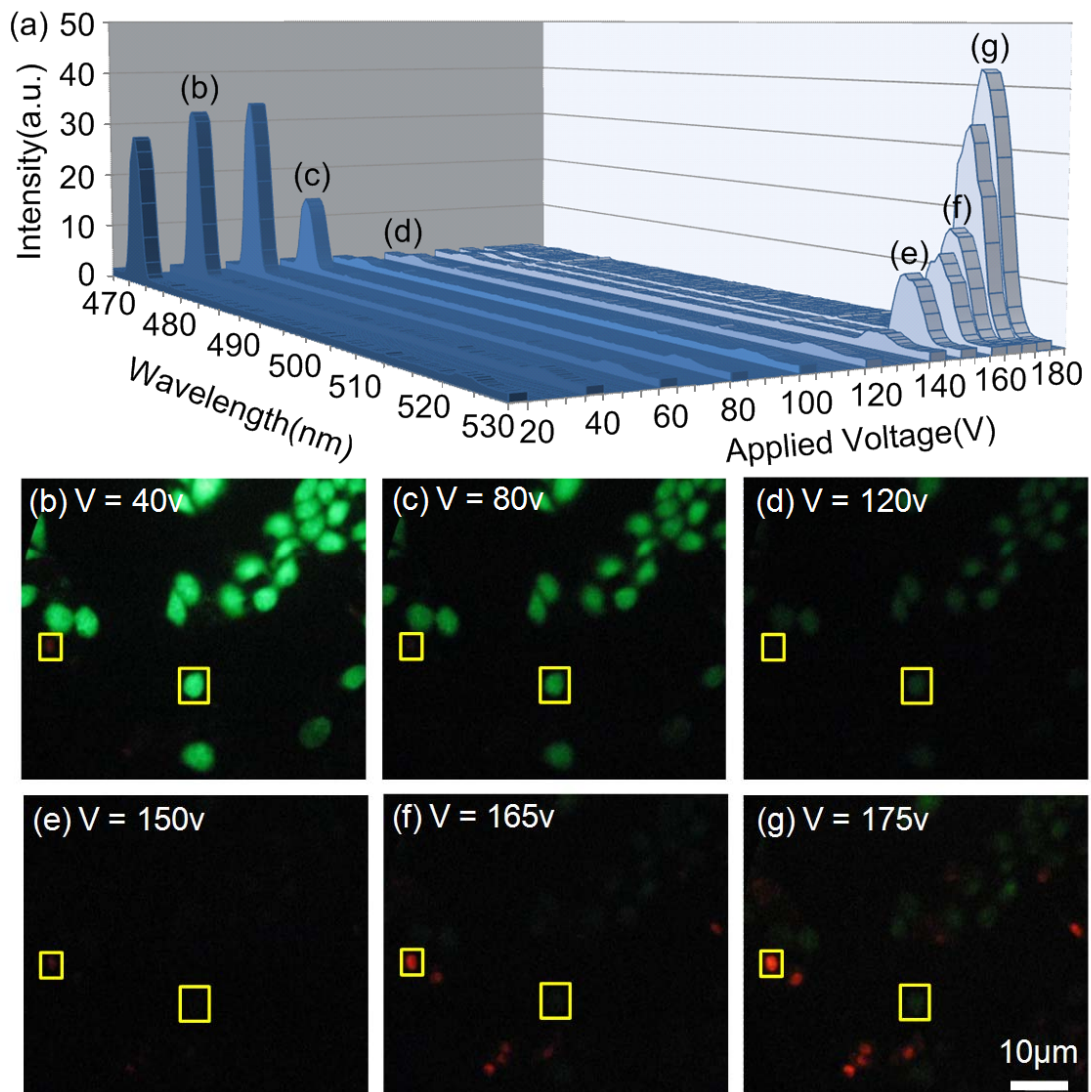 (a)
50
40
30
20
10
0
Intensity(a.u.)
(b)
(c)
(d)
(e)
(f)
(g)
470
480
490
500
510
520
530
Wavelength(nm)
20
40
60
80
100
120
140
160
180
Applied Voltage(V)
(b) V = 40v
(c) V = 80v
(d) V = 120v
(e) V = 150v
(f) V = 165v
(g) V = 175v
10µm